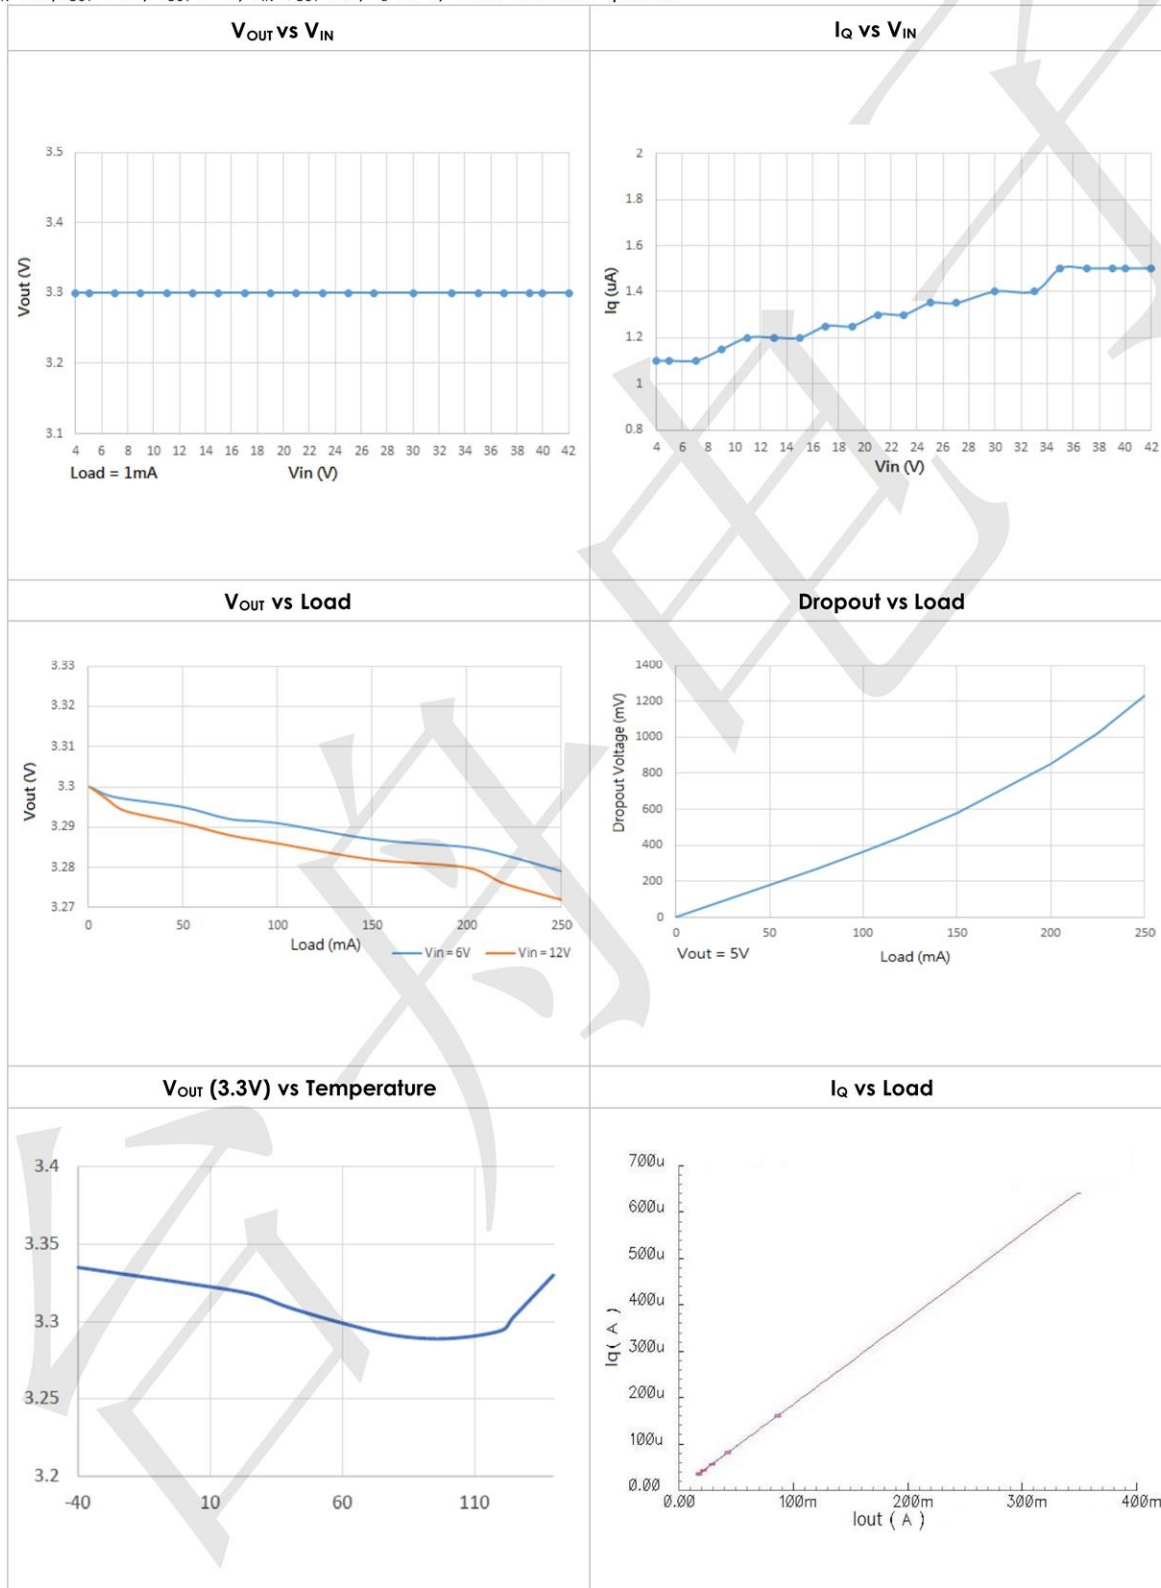 V_OUT vs V_IN
I_Q vs V_IN
3.5
3.4
3.3
3.2
3.1
Vout (V)
4 6 8 10 12 14 16 18 20 22 24 26 28 30 32 34 36 38 40 42
Load = 1mA
Vin (V)
2
1.8
1.6
1.4
1.2
1
0.8
Iq (uA)
4 6 8 10 12 14 16 18 20 22 24 26 28 30 32 34 36 38 40 42
Vin (V)
V_OUT vs Load
Dropout vs Load
3.33
3.32
3.31
3.3
3.29
3.28
3.27
Vout (V)
0 50 100 150 200 250
Load (mA)
Vin = 6V
Vin = 12V
1400
1200
1000
800
600
400
200
0
Dropout Voltage (mV)
0 50 100 150 200 250
Vout = 5V
Load (mA)
V_OUT (3.3V) vs Temperature
I_Q vs Load
3.4
3.35
3.3
3.25
3.2
-40 10 60 110
700u
600u
500u
400u
300u
200u
100u
0.00
Iq ( A )
0.00 100m 200m 300m 400m
Iout ( A )